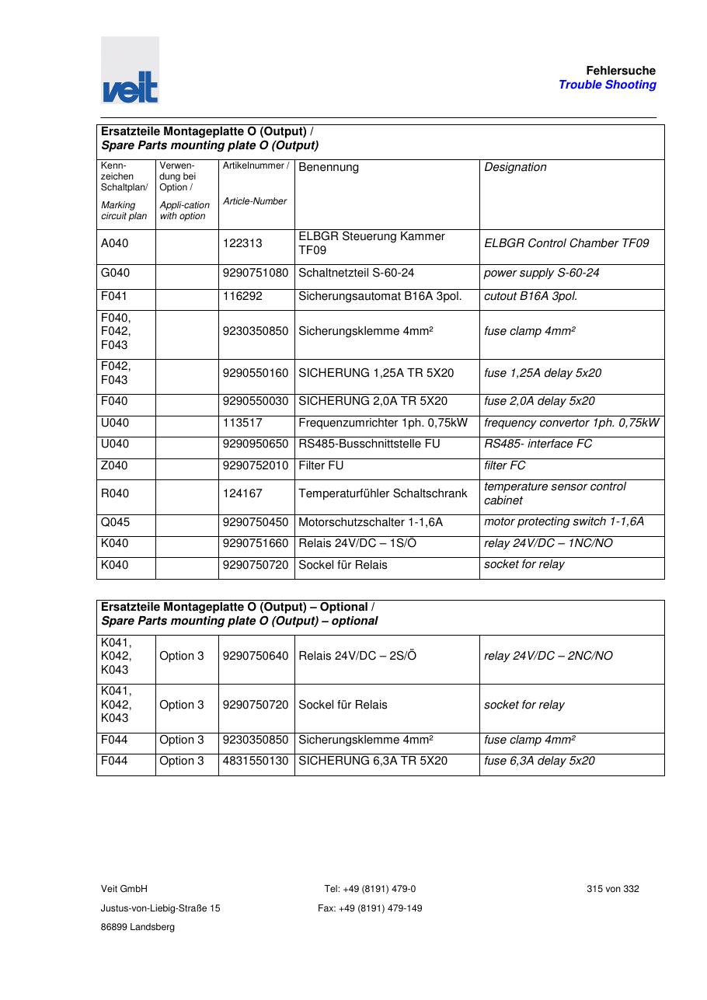 veit
Fehlersuche
Trouble Shooting
Ersatzteile Montageplatte O (Output) /
Spare Parts mounting plate O (Output)
Kenn-
zeichen
Schaltplan/
Marking
circuit plan
Verwen-
dung bei
Option /
Appli-cation
with option
Artikelnummer /
Article-Number
Benennung
Designation
A040 122313 ELBGR Steuerung Kammer
TF09 ELBGR Control Chamber TF09
G040 9290751080 Schaltnetzteil S-60-24 power supply S-60-24
F041 116292 Sicherungsautomat B16A 3pol. cutout B16A 3pol.
F040,
F042,
F043 9230350850 Sicherungsklemme 4mm² fuse clamp 4mm²
F042,
F043 9290550160 SICHERUNG 1,25A TR 5X20 fuse 1,25A delay 5x20
F040 9290550030 SICHERUNG 2,0A TR 5X20 fuse 2,0A delay 5x20
U040 113517 Frequenzumrichter 1ph. 0,75kW frequency convertor 1ph. 0,75kW
U040 9290950650 RS485-Busschnittstelle FU RS485- interface FC
Z040 9290752010 Filter FU filter FC
R040 124167 Temperaturfühler Schaltschrank temperature sensor control
cabinet
Q045 9290750450 Motorschutzschalter 1-1,6A motor protecting switch 1-1,6A
K040 9290751660 Relais 24V/DC – 1S/Ö relay 24V/DC – 1NC/NO
K040 9290750720 Sockel für Relais socket for relay
Ersatzteile Montageplatte O (Output) – Optional /
Spare Parts mounting plate O (Output) – optional
K041,
K042,
K043 Option 3 9290750640 Relais 24V/DC – 2S/Ö relay 24V/DC – 2NC/NO
K041,
K042,
K043 Option 3 9290750720 Sockel für Relais socket for relay
F044 Option 3 9230350850 Sicherungsklemme 4mm² fuse clamp 4mm²
F044 Option 3 4831550130 SICHERUNG 6,3A TR 5X20 fuse 6,3A delay 5x20
Veit GmbH Tel: +49 (8191) 479-0 315 von 332
Justus-von-Liebig-Straße 15 Fax: +49 (8191) 479-149
86899 Landsberg